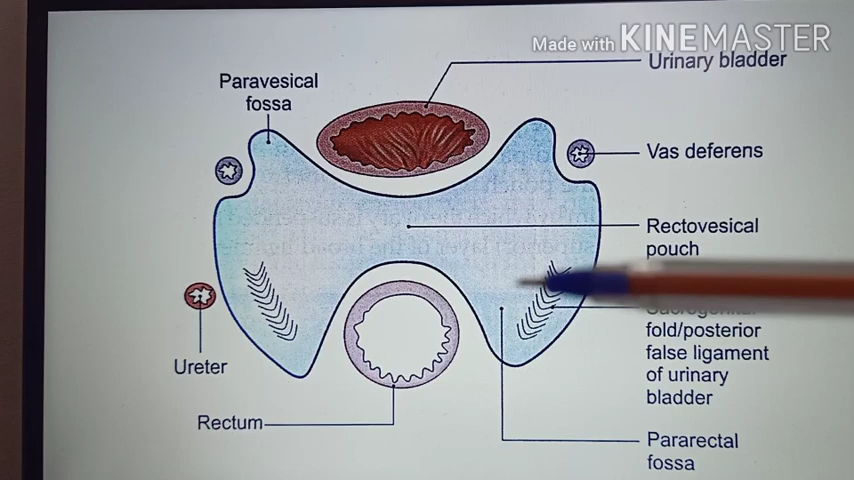 Made with KINEMASTER
Urinary bladder
Paravesical
fossa
Vas deferens
Rectovesical
pouch
fold/posterior
false ligament
of urinary
bladder
Ureter
Rectum
Pararectal
fossa